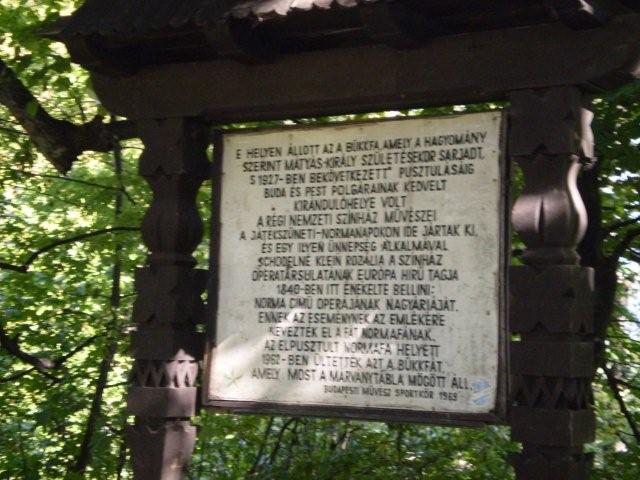 E HELYEN ÁLLOTT AZ A BÜKKFA, AMELY A HAGYOMÁNY
SZERINT MÁTYÁS-KIRÁLY SZÜLETÉSEKOR SARJADT,
S 1927-BEN BEKÖVETKEZETT PUSZTULÁSÁIG
BUDA ÉS PEST POLGÁRAINAK KEDVELT
KIRÁNDULÓHELYE VOLT
A RÉGI NEMZETI SZÍNHÁZ MŰVÉSZEI
A JÁTÉKSZÜNETI-NORMANAPOKON IDE JÁRTAK KI,
ÉS EGY ILYEN ÜNNEPSÉG ALKALMÁVAL
SCHODELNÉ KLEIN ROZÁLIA A SZÍNHÁZ
OPERATÁRSULATÁNAK EURÓPA HÍRŰ TAGJA
1840-BEN ITT ÉNEKELTE BELLINI:
NORMA CÍMŰ OPERÁJÁNAK NAGYÁRIÁJÁT.
ENNEK AZ ESEMÉNYNEK AZ EMLÉKÉRE
KEVEZTÉK EL A FÁT NORMAFÁNAK.
AZ ELPUSZTULT NORMAFA HELYETT
1962-BEN ÜLTETTÉK AZT A BÜKKFÁT,
AMELY MOST A MÁRVÁNYTÁBLA MÖGÖTT ÁLL.
BUDAPESTI MŰVÉSZ SPORTKÖR 1969